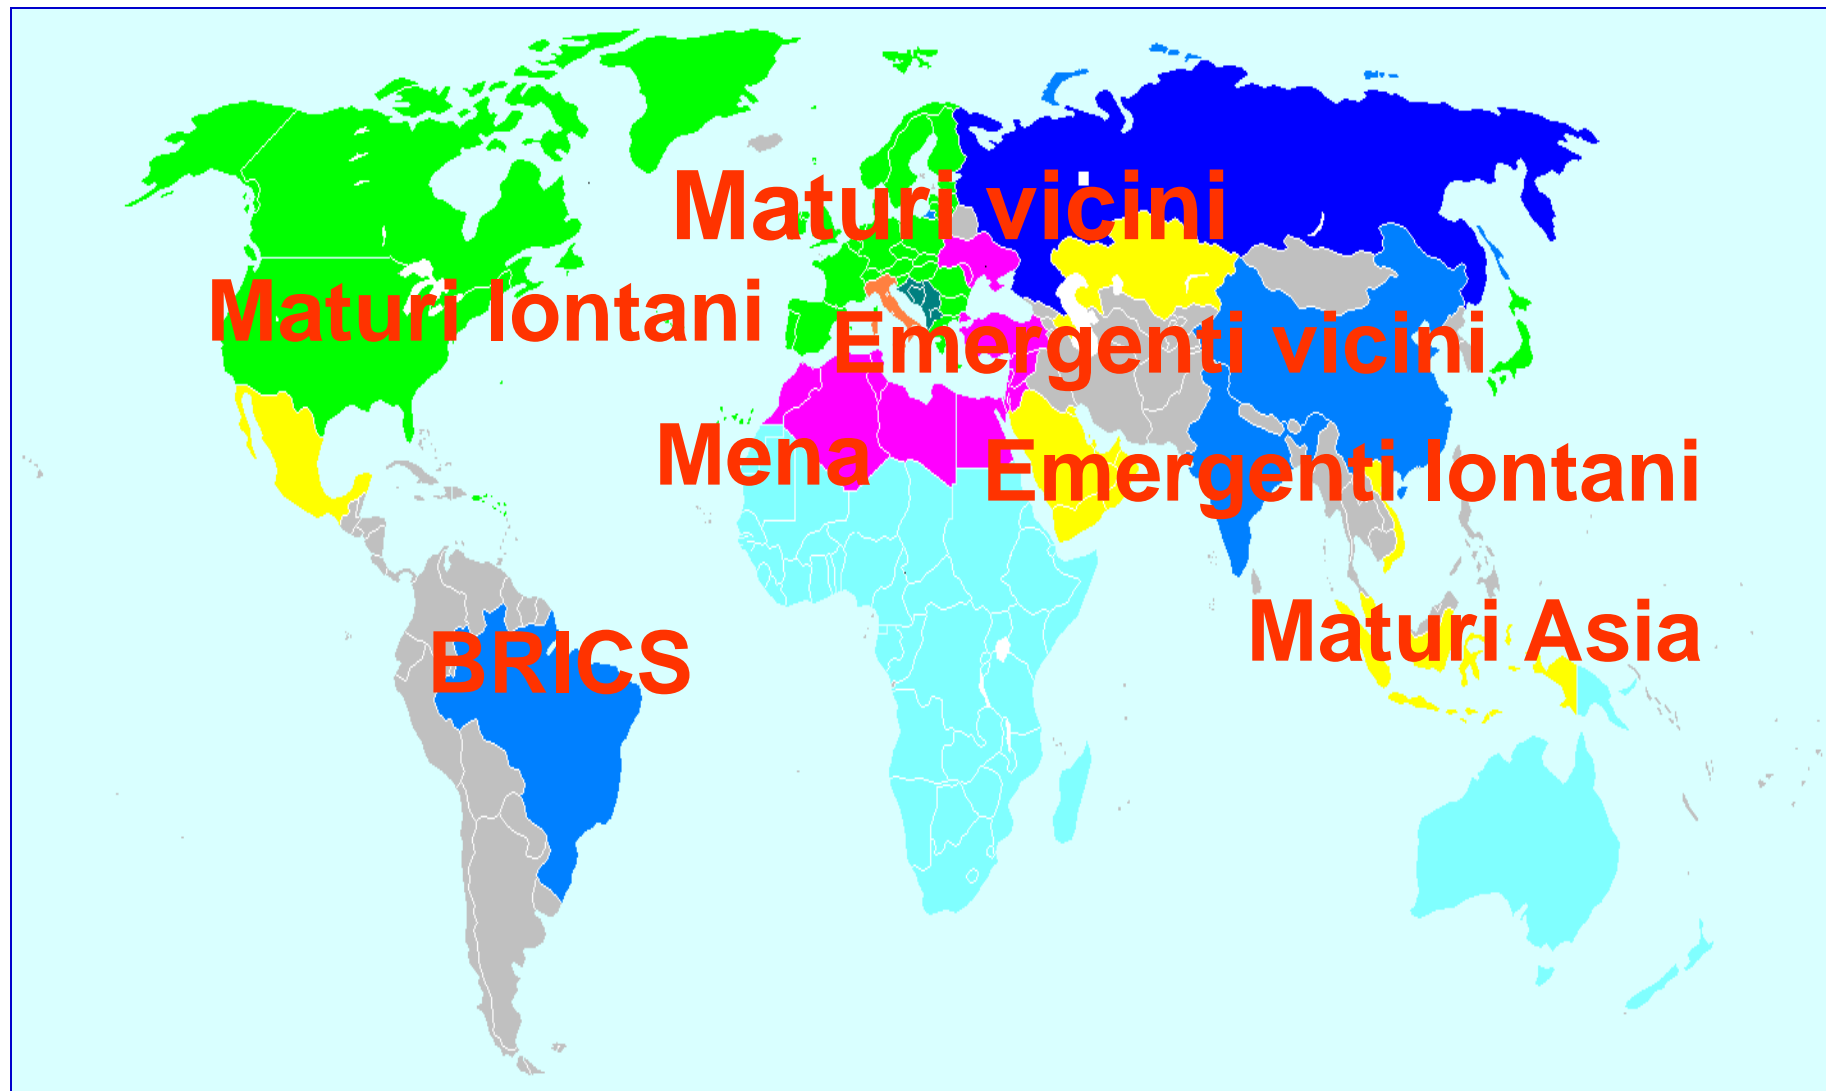 Maturi vicini
Maturi lontani
Emergenti vicini
Mena
Emergenti lontani
Maturi Asia
BRICS